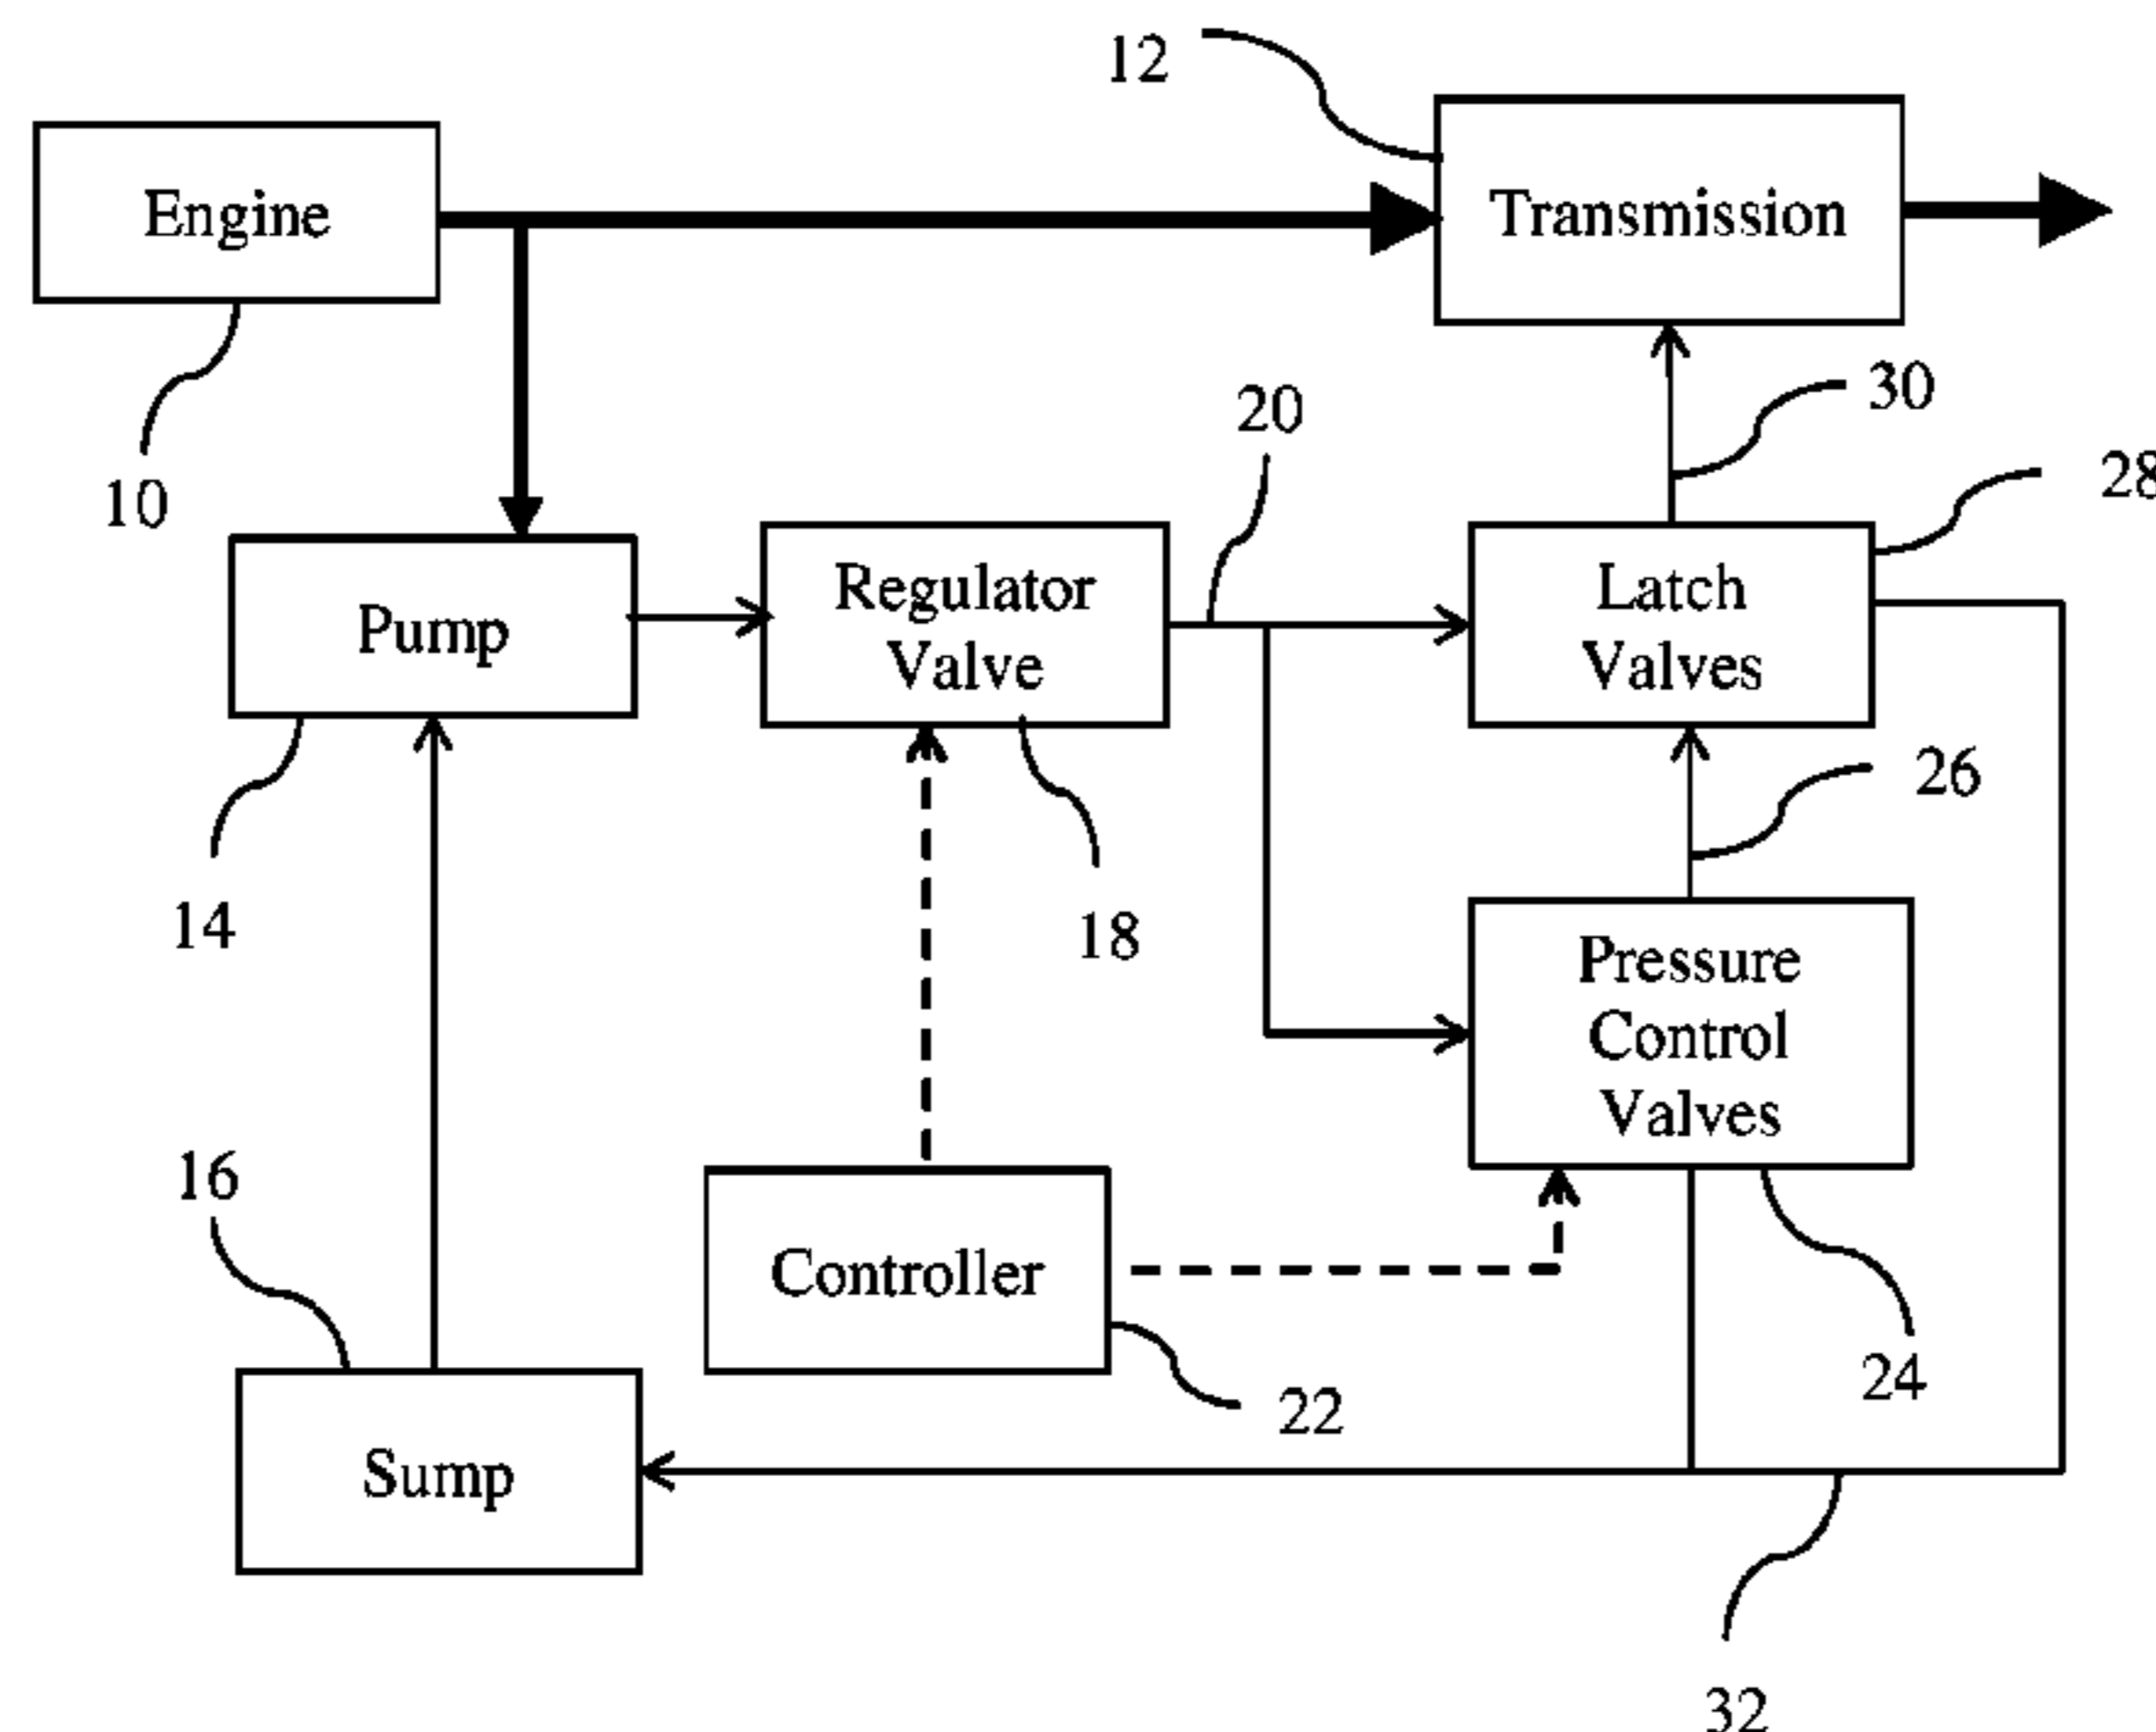 12
Engine
Transmission
10
20
30
28
Pump
Regulator
Valve
Latch
Valves
26
14
18
Pressure
Control
Valves
16
Controller
24
22
Sump
32